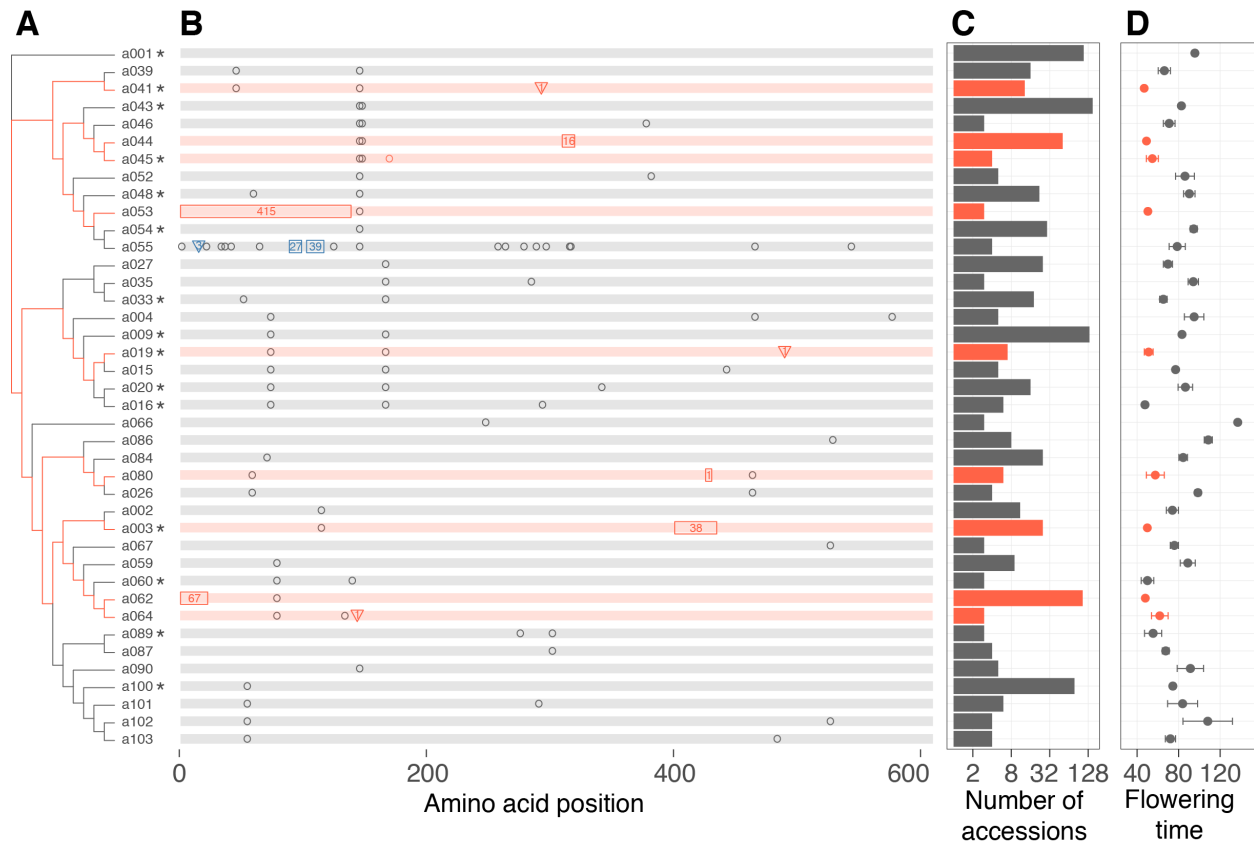 A B C D
a001 *
a039
a041 *
a043 *
a046
a044 16
a045 *
a052
a048 *
a053 415
a054 *
a055 3 27 39
a027
a035
a033 *
a004
a009 *
a019 *
a015
a020 *
a016 *
a066
a086
a084
a080 1
a026
a002
a003 * 38
a067
a059
a060 *
a062 67
a064
a089 *
a087
a090
a100 *
a101
a102
a103
0 200 400 600 2 8 32 128 40 80 120
Amino acid position
Number of
accessions
Flowering
time